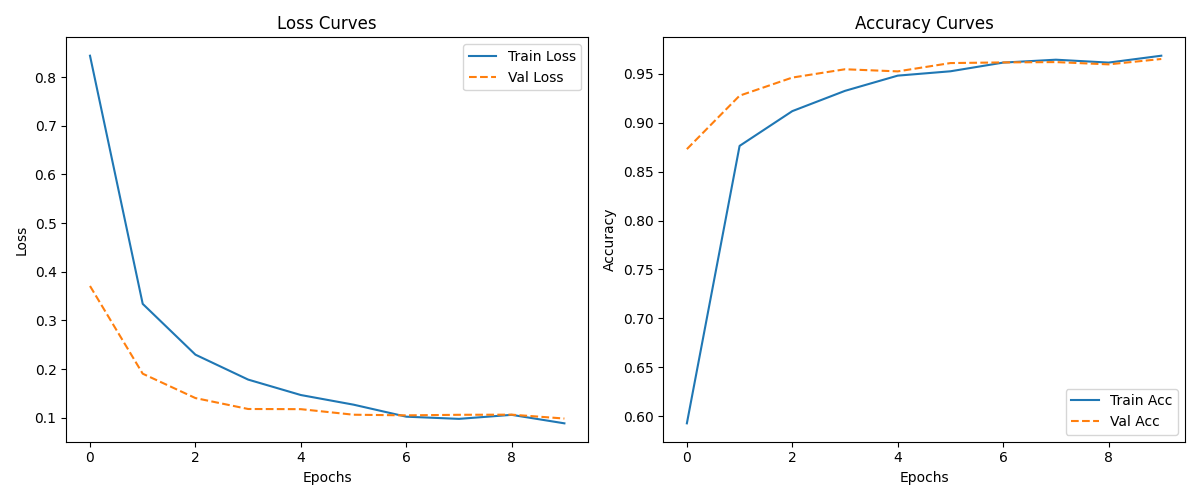 Loss Curves
Train Loss
Val Loss
0.8
0.7
0.6
0.5
0.4
0.3
0.2
0.1
Loss
0
2
4
6
8
Epochs
Accuracy Curves
0.95
0.90
0.85
0.80
0.75
0.70
0.65
0.60
Accuracy
Train Acc
Val Acc
0
2
4
6
8
Epochs